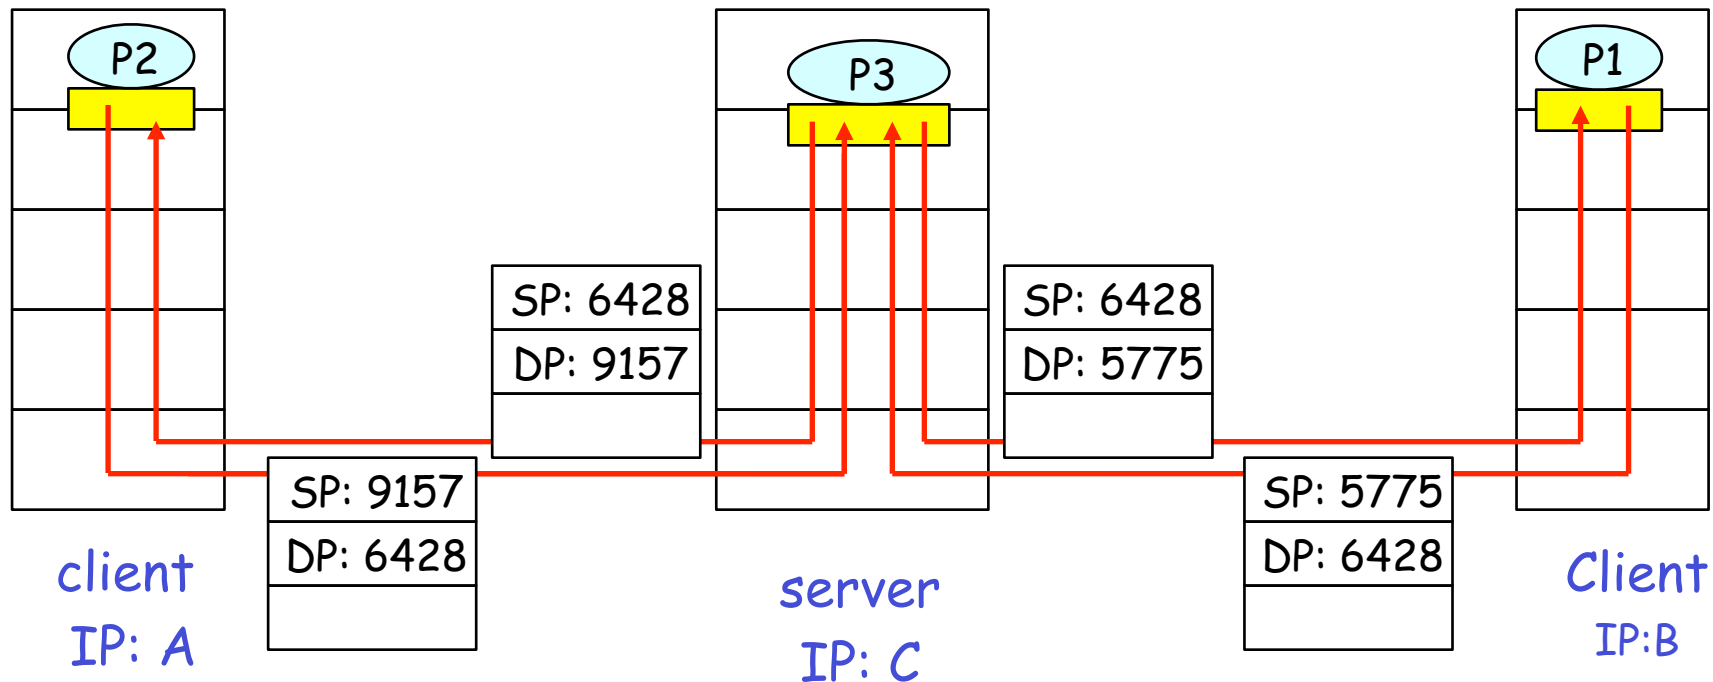 P2
P3
P1
SP: 6428
DP: 9157
SP: 6428
DP: 5775
SP: 9157
DP: 6428
SP: 5775
DP: 6428
client
IP: A
server
IP: C
Client
IP:B